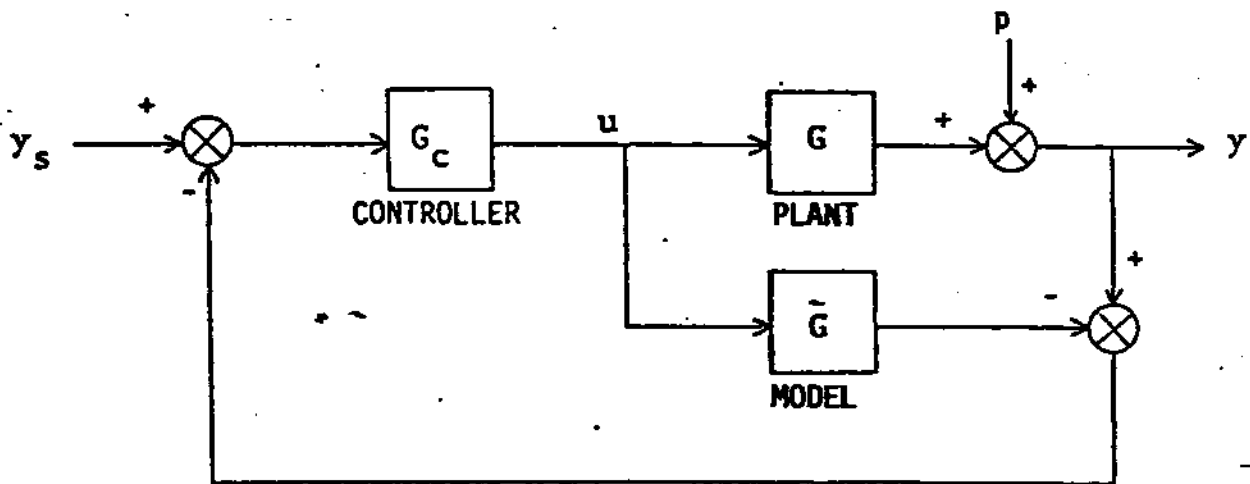 p
+
+
+
y_s
-
G_c
CONTROLLER
u
G
PLANT
y
+
-
G̃
MODEL